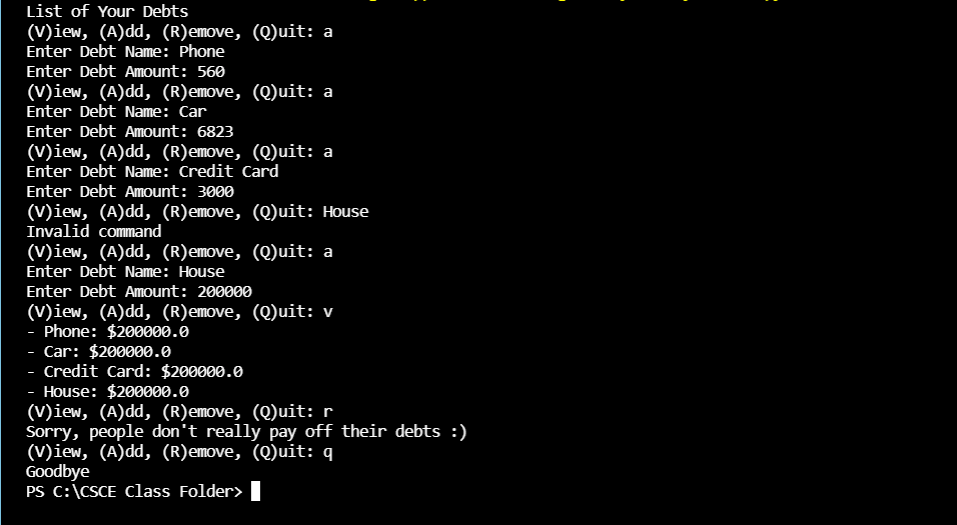 List of Your Debts
(V)iew, (A)dd, (R)emove, (Q)uit: a
Enter Debt Name: Phone
Enter Debt Amount: 560
(V)iew, (A)dd, (R)emove, (Q)uit: a
Enter Debt Name: Car
Enter Debt Amount: 6823
(V)iew, (A)dd, (R)emove, (Q)uit: a
Enter Debt Name: Credit Card
Enter Debt Amount: 3000
(V)iew, (A)dd, (R)emove, (Q)uit: House
Invalid command
(V)iew, (A)dd, (R)emove, (Q)uit: a
Enter Debt Name: House
Enter Debt Amount: 200000
(V)iew, (A)dd, (R)emove, (Q)uit: v
- Phone: $200000.0
- Car: $200000.0
- Credit Card: $200000.0
- House: $200000.0
(V)iew, (A)dd, (R)emove, (Q)uit: r
Sorry, people don't really pay off their debts :)
(V)iew, (A)dd, (R)emove, (Q)uit: q
Goodbye
PS C:\CSCE Class Folder>